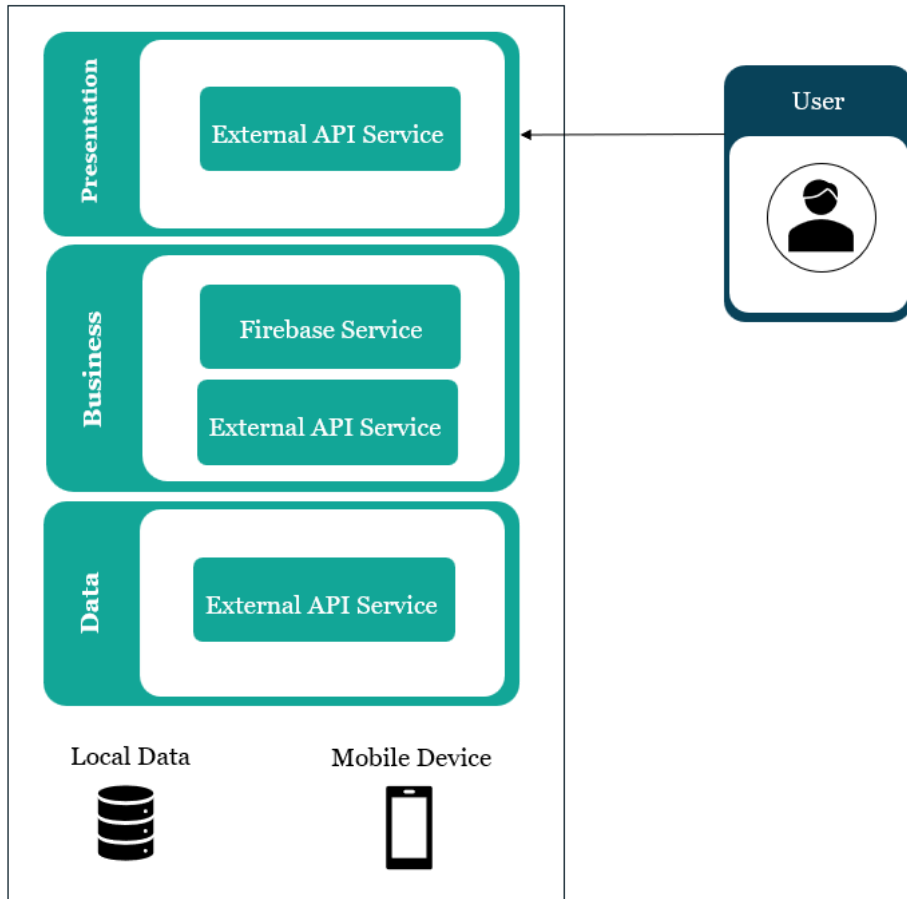 Presentation
External API Service
User
Business
Firebase Service
External API Service
Data
External API Service
Local Data
Mobile Device